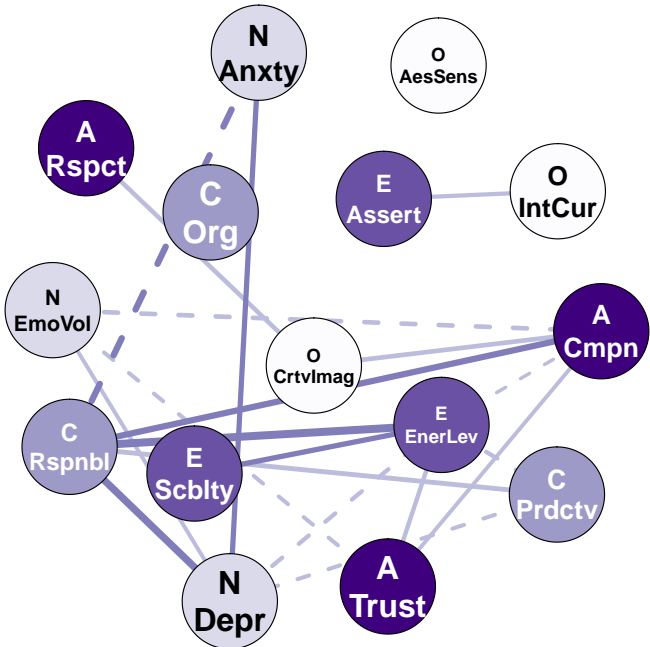 N
Anxty
O
AesSens
A
Rspct
C
Org
E
Assert
O
IntCur
N
EmoVol
A
Cmpn
O
CrtvImag
E
EnerLev
C
Rspnbl
E
Scblty
C
Prdctv
N
Depr
A
Trust